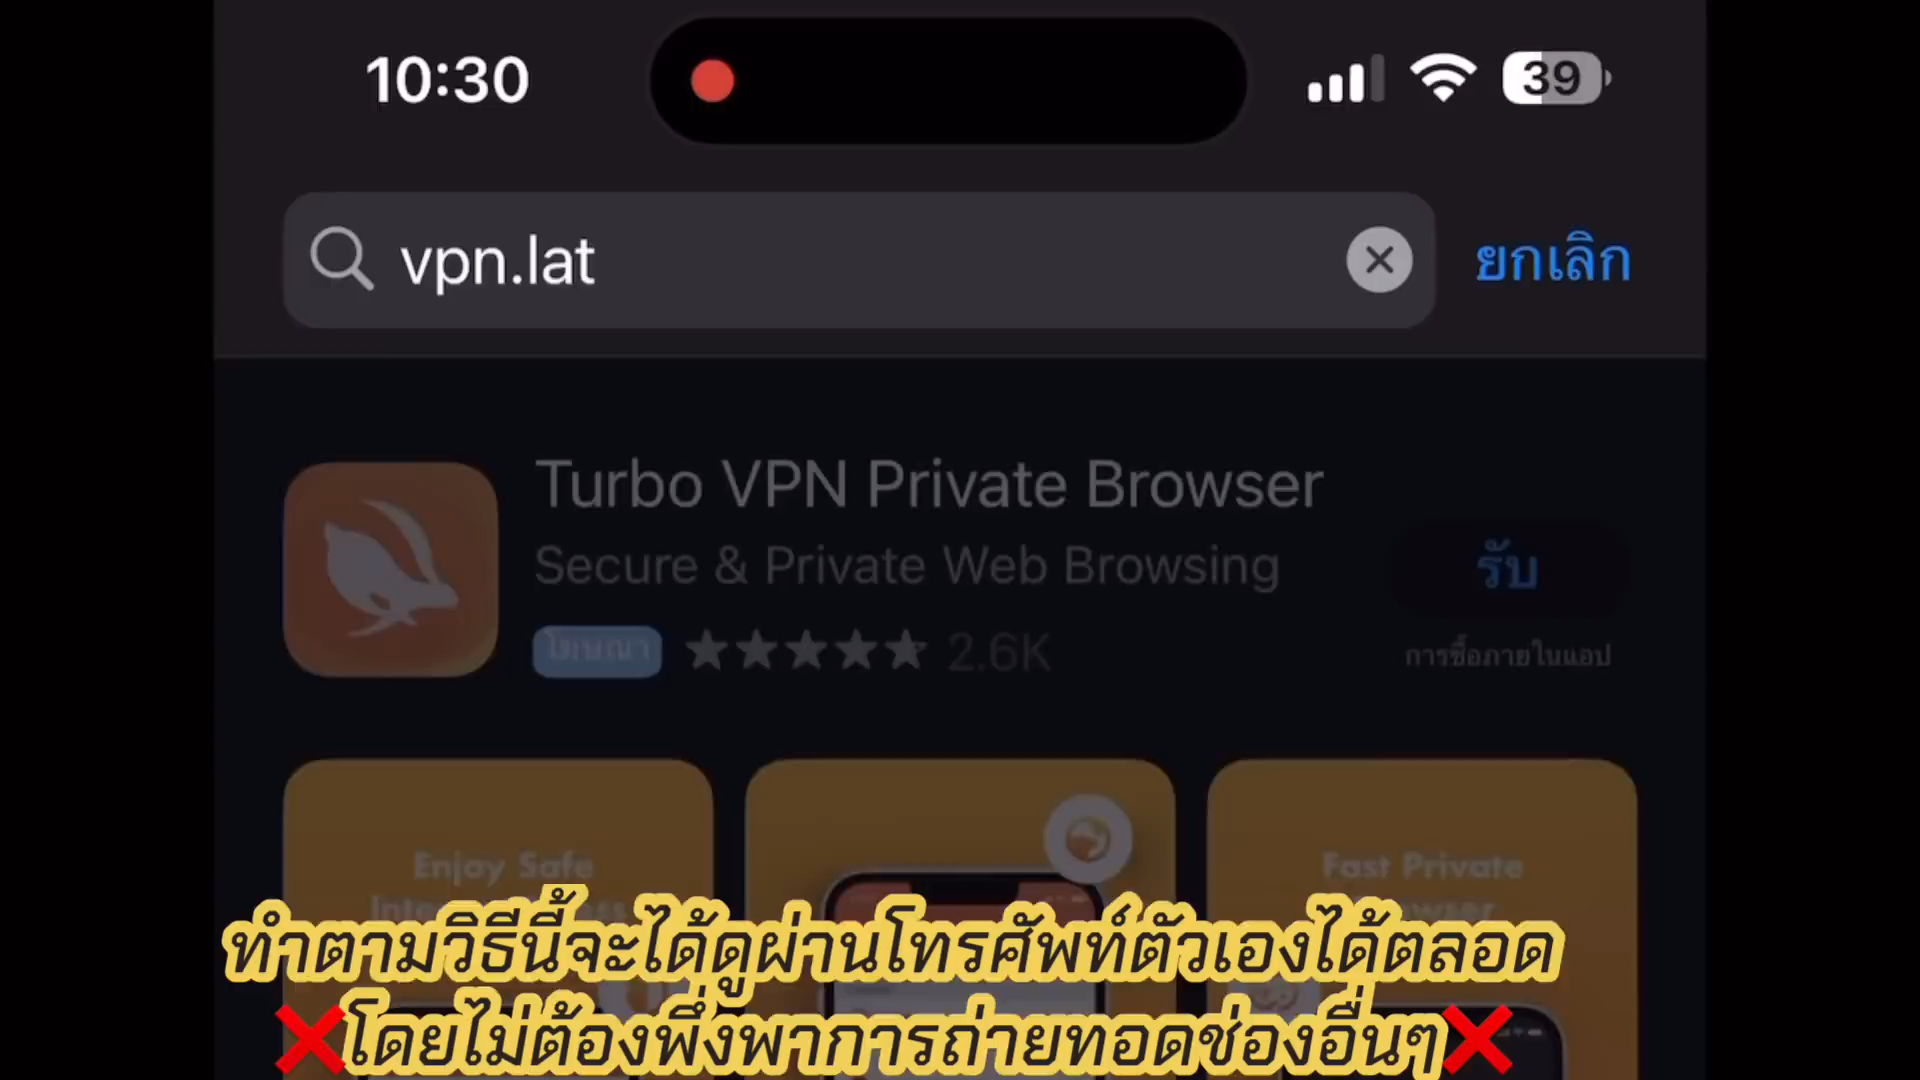 10:30
39
vpn.lat
ยกเลิก
Turbo VPN Private Browser
Secure & Private Web Browsing
รับ
โฆษณา
2.6K
การซื้อภายในแอป
Enjoy Safe
Fast Private
ทำตามวิธีนี้จะได้ดูผ่านโทรศัพท์ตัวเองได้ตลอด
❌โดยไม่ต้องพึ่งพาการถ่ายทอดช่องอื่นๆ❌